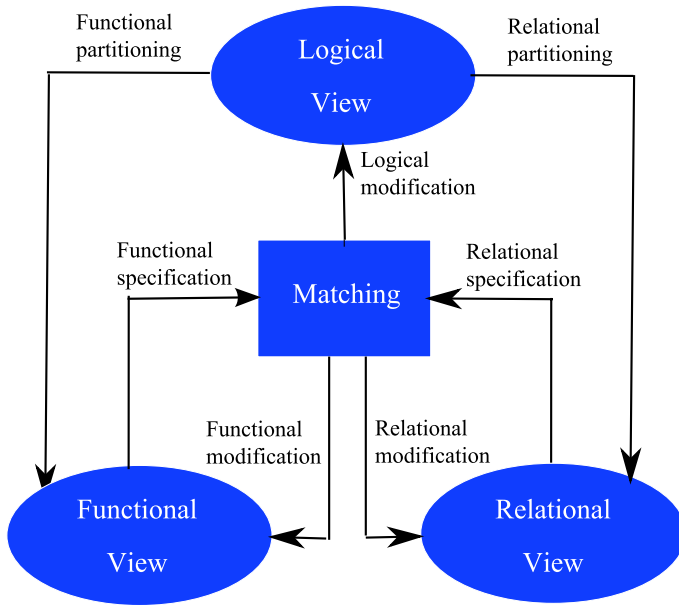 Functional
partitioning
Logical
View
Relational
partitioning
Logical
modification
Functional
specification
Matching
Relational
specification
Functional
modification
Relational
modification
Functional
View
Relational
View